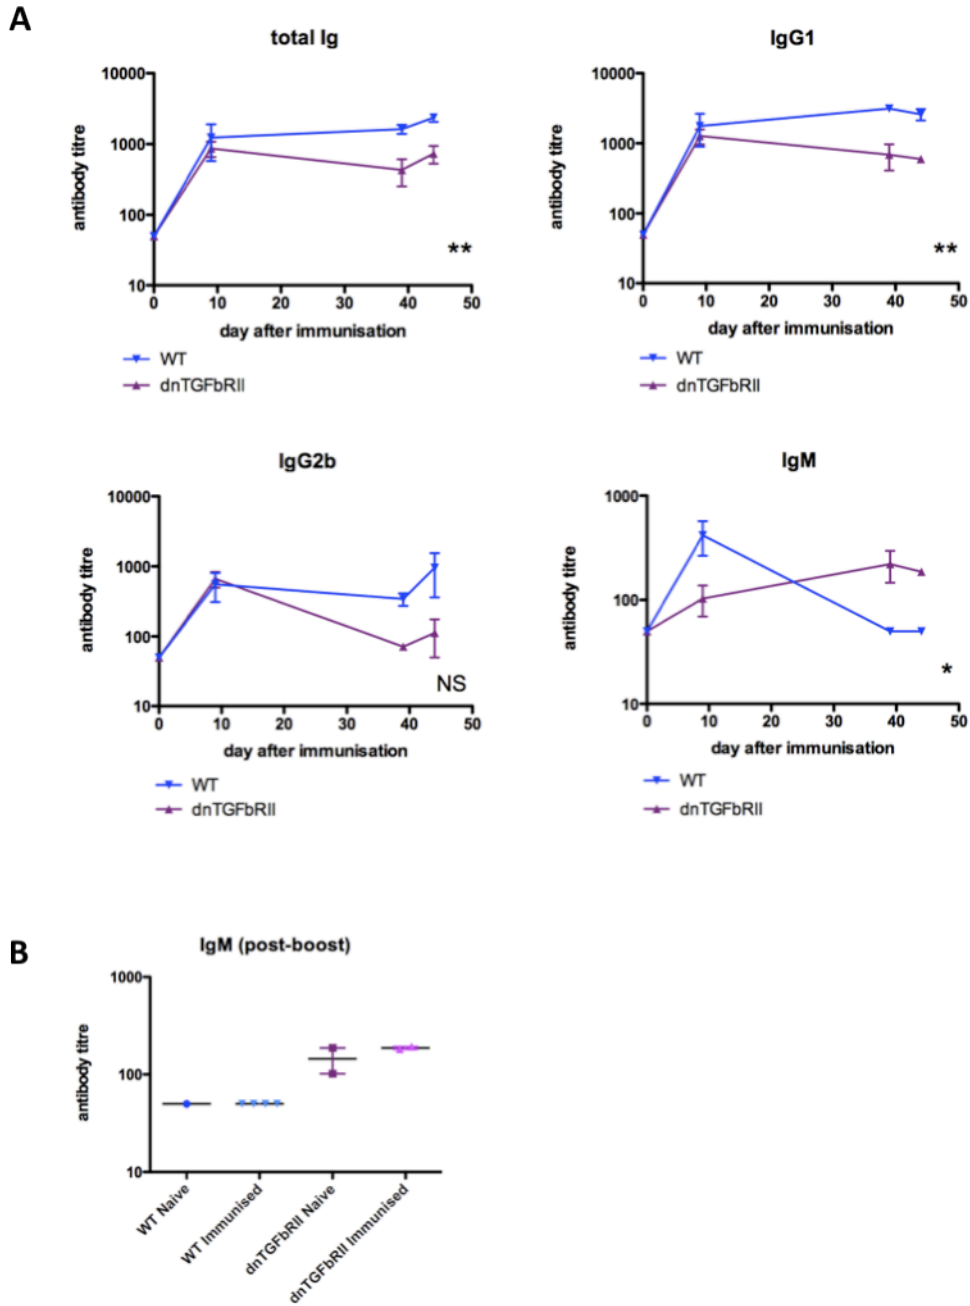 A
total Ig
10000
1000
100
10
antibody titre
0 10 20 30 40 50
day after immunisation
**
WT
dnTGFbRII
IgG1
10000
1000
100
10
antibody titre
0 10 20 30 40 50
day after immunisation
**
WT
dnTGFbRII
IgG2b
10000
1000
100
10
antibody titre
0 10 20 30 40 50
day after immunisation
NS
WT
dnTGFbRII
IgM
1000
100
10
antibody titre
0 10 20 30 40 50
day after immunisation
*
WT
dnTGFbRII
B
IgM (post-boost)
1000
100
10
antibody titre
WT Naive
WT Immunised
dnTGFbRII Naive
dnTGFbRII Immunised